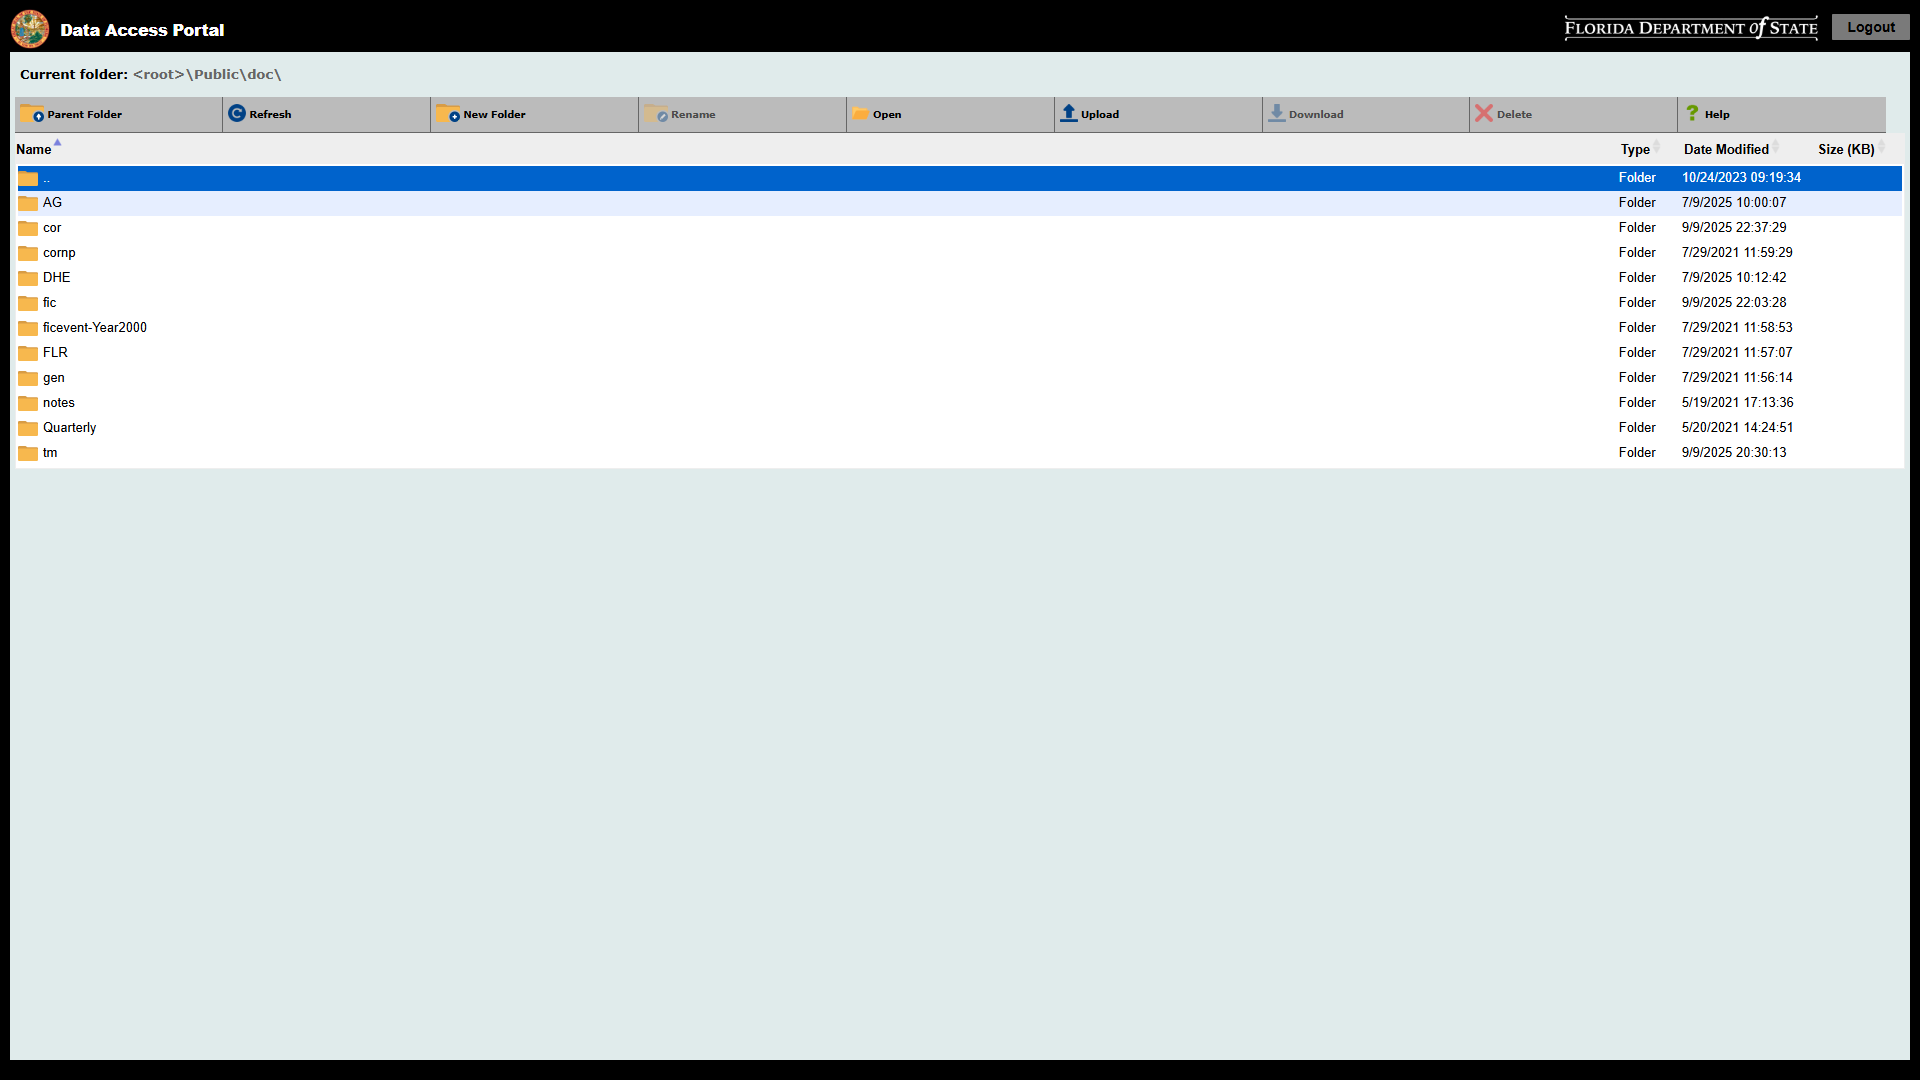 Data Access Portal
FLORIDA DEPARTMENT of STATE
Logout
Current folder: <root>\Public\doc\
Parent Folder Refresh New Folder Rename Open Upload Download Delete Help
Name Type Date Modified Size (KB)
.. Folder 10/24/2023 09:19:34
AG Folder 7/9/2025 10:00:07
cor Folder 9/9/2025 22:37:29
cornp Folder 7/29/2021 11:59:29
DHE Folder 7/9/2025 10:12:42
fic Folder 9/9/2025 22:03:28
ficevent-Year2000 Folder 7/29/2021 11:58:53
FLR Folder 7/29/2021 11:57:07
gen Folder 7/29/2021 11:56:14
notes Folder 5/19/2021 17:13:36
Quarterly Folder 5/20/2021 14:24:51
tm Folder 9/9/2025 20:30:13